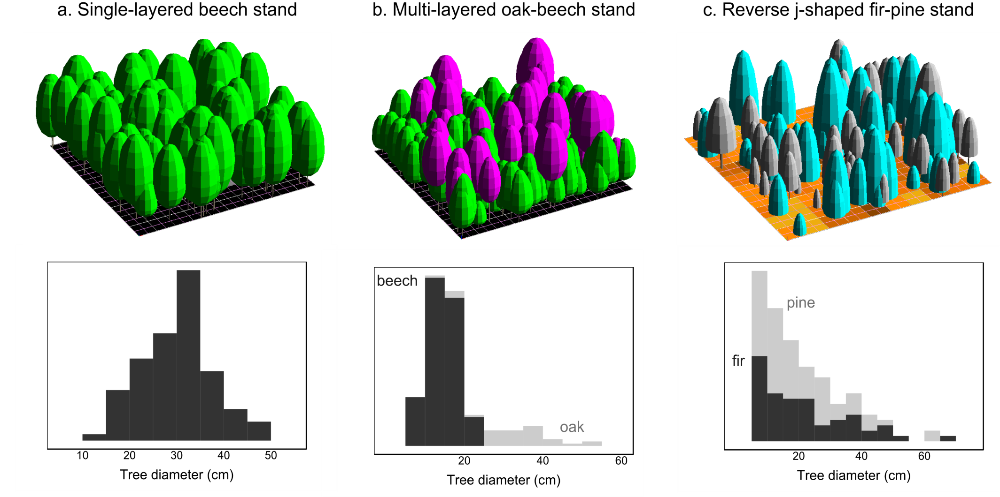 a. Single-layered beech stand
b. Multi-layered oak-beech stand
c. Reverse j-shaped fir-pine stand
10 20 30 40 50
Tree diameter (cm)
beech
oak
20 40 60
Tree diameter (cm)
pine
fir
20 40 60
Tree diameter (cm)